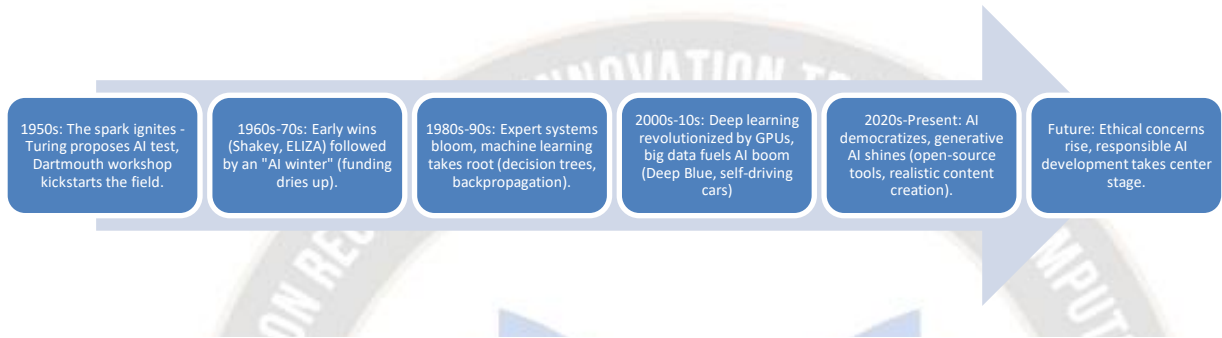 1950s: The spark ignites -
Turing proposes AI test,
Dartmouth workshop
kickstarts the field.
1960s-70s: Early wins
(Shakey, ELIZA) followed
by an "AI winter" (funding
dries up).
1980s-90s: Expert systems
bloom, machine learning
takes root (decision trees,
backpropagation).
2000s-10s: Deep learning
revolutionized by GPUs,
big data fuels AI boom
(Deep Blue, self-driving
cars)
2020s-Present: AI
democratizes, generative
AI shines (open-source
tools, realistic content
creation).
Future: Ethical concerns
rise, responsible AI
development takes center
stage.